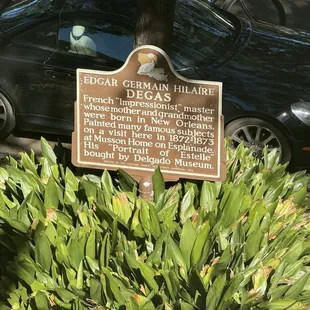 EDGAR GERMAIN HILAIRE
DEGAS
French "Impressionist" master
whose mother and grandmother
were born in New Orleans.
Painted many famous subjects
on a visit here in 1872-1873
at Musson Home on Esplanade.
His "Portrait of Estelle"
bought by Delgado Museum.